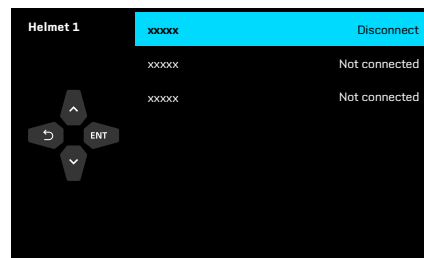 Helmet 1
xxxxx Disconnect
xxxxx Not connected
xxxxx Not connected
ENT